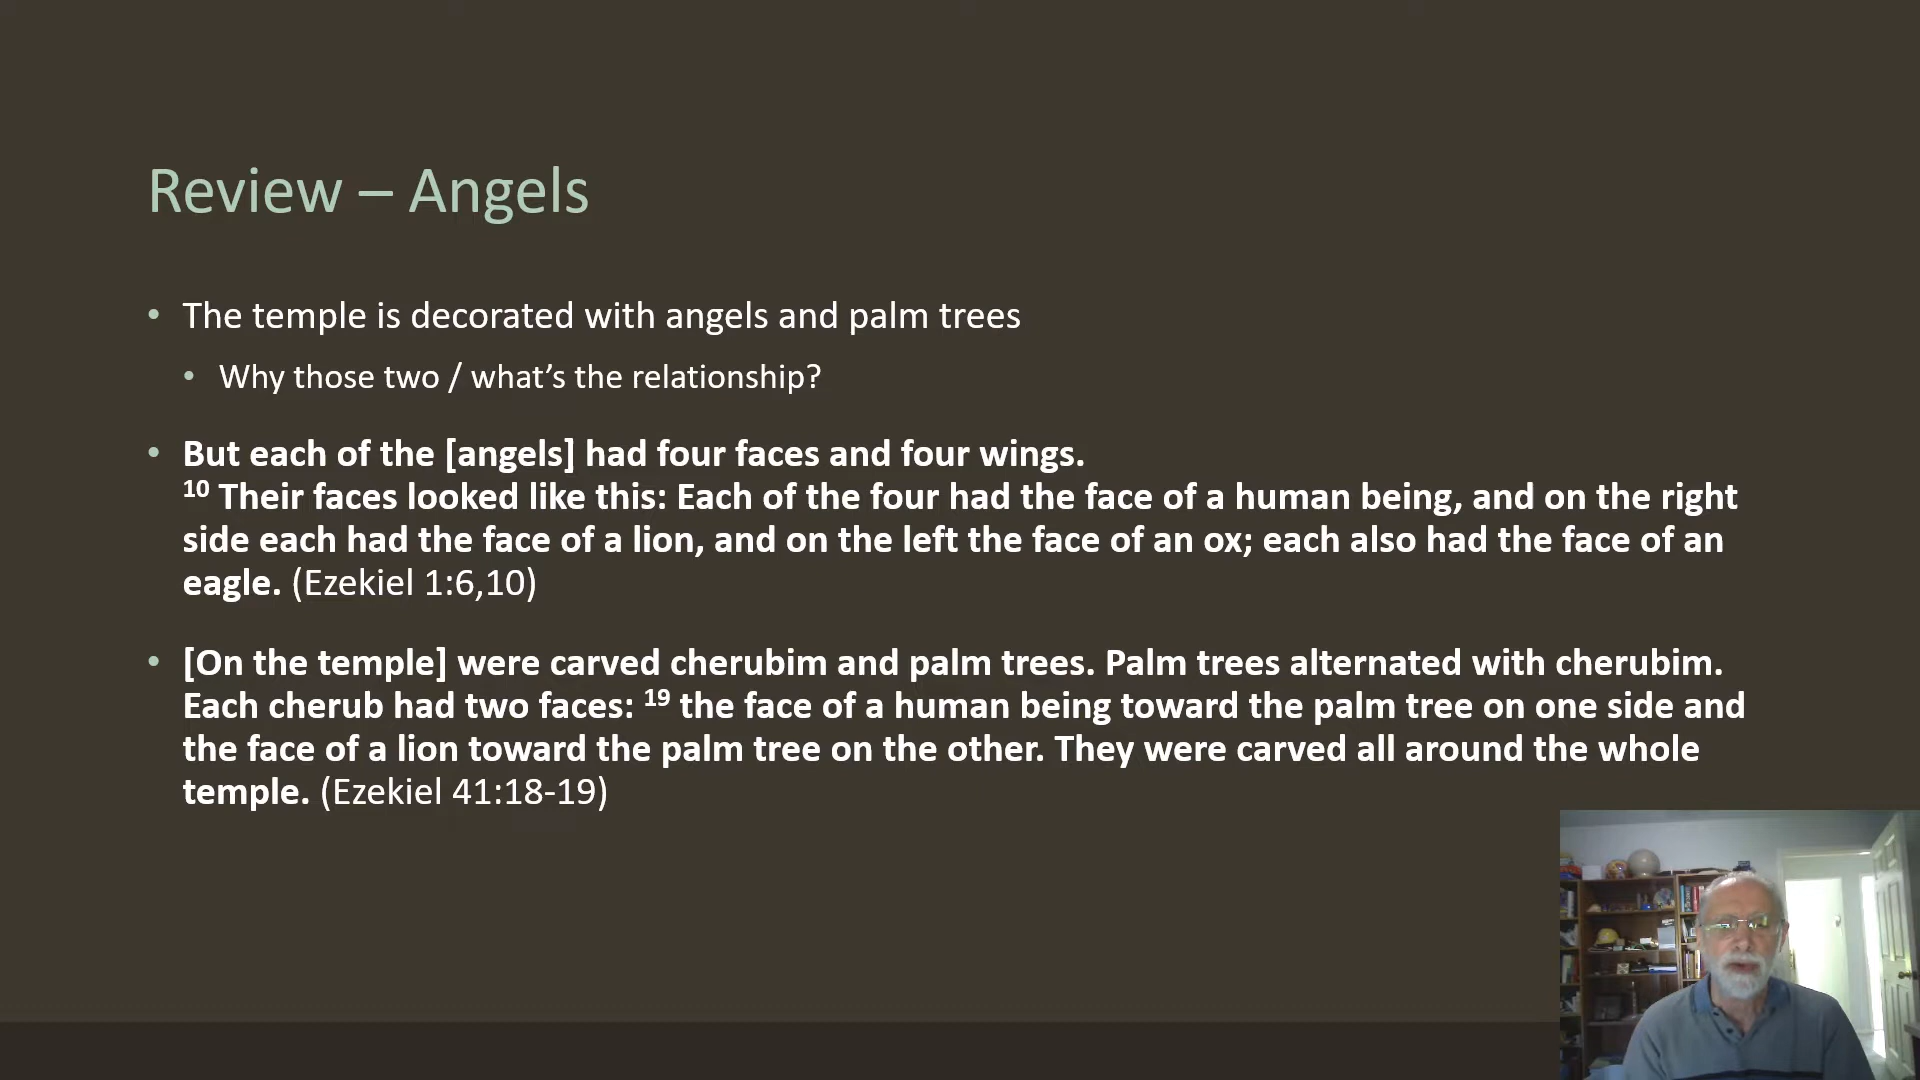 Review – Angels
• The temple is decorated with angels and palm trees
• Why those two / what’s the relationship?
• But each of the [angels] had four faces and four wings.
10 Their faces looked like this: Each of the four had the face of a human being, and on the right
side each had the face of a lion, and on the left the face of an ox; each also had the face of an
eagle. (Ezekiel 1:6,10)
• [On the temple] were carved cherubim and palm trees. Palm trees alternated with cherubim.
Each cherub had two faces: 19 the face of a human being toward the palm tree on one side and
the face of a lion toward the palm tree on the other. They were carved all around the whole
temple. (Ezekiel 41:18-19)